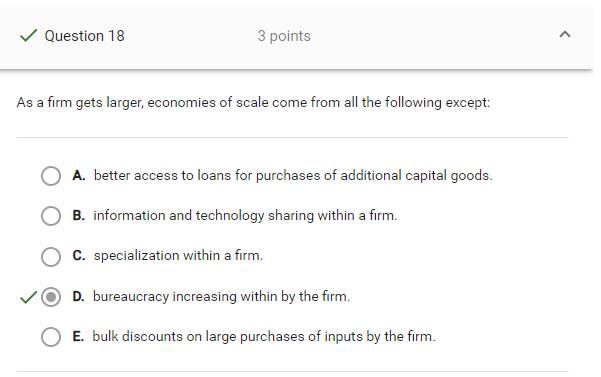 Question 18 3 points
As a firm gets larger, economies of scale come from all the following except:
A. better access to loans for purchases of additional capital goods.
B. information and technology sharing within a firm.
C. specialization within a firm.
D. bureaucracy increasing within by the firm.
E. bulk discounts on large purchases of inputs by the firm.